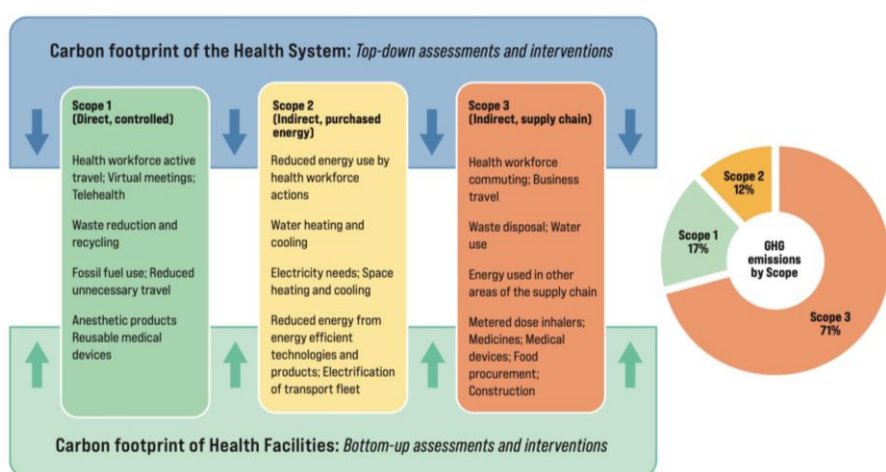 Carbon footprint of the Health System: Top-down assessments and interventions
Scope 1
(Direct, controlled)
Health workforce active
travel; Virtual meetings;
Telehealth
Waste reduction and
recycling
Fossil fuel use; Reduced
unnecessary travel
Anesthetic products
Reusable medical
devices
Scope 2
(Indirect, purchased
energy)
Reduced energy use by
health workforce
actions
Water heating and
cooling
Electricity needs; Space
heating and cooling
Reduced energy from
energy efficient
technologies and
products; Electrification
of transport fleet
Scope 3
(Indirect, supply chain)
Health workforce
commuting; Business
travel
Waste disposal; Water
use
Energy used in other
areas of the supply chain
Metered dose inhalers;
Medicines; Medical
devices; Food
procurement;
Construction
Carbon footprint of Health Facilities: Bottom-up assessments and interventions
Scope 2
12%
Scope 1
17%
GHG
emissions
by Scope
Scope 3
71%